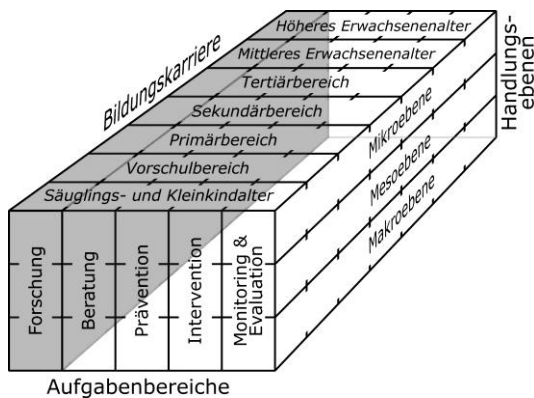 Bildungskarriere
Höheres Erwachsenenalter
Mittleres Erwachsenenalter
Tertiärbereich
Sekundärbereich
Primärbereich
Vorschulbereich
Säuglings- und Kleinkindalter
Handlungs-
ebenen
Mikroebene
Mesoebene
Makroebene
Forschung
Beratung
Prävention
Intervention
Monitoring &
Evaluation
Aufgabenbereiche